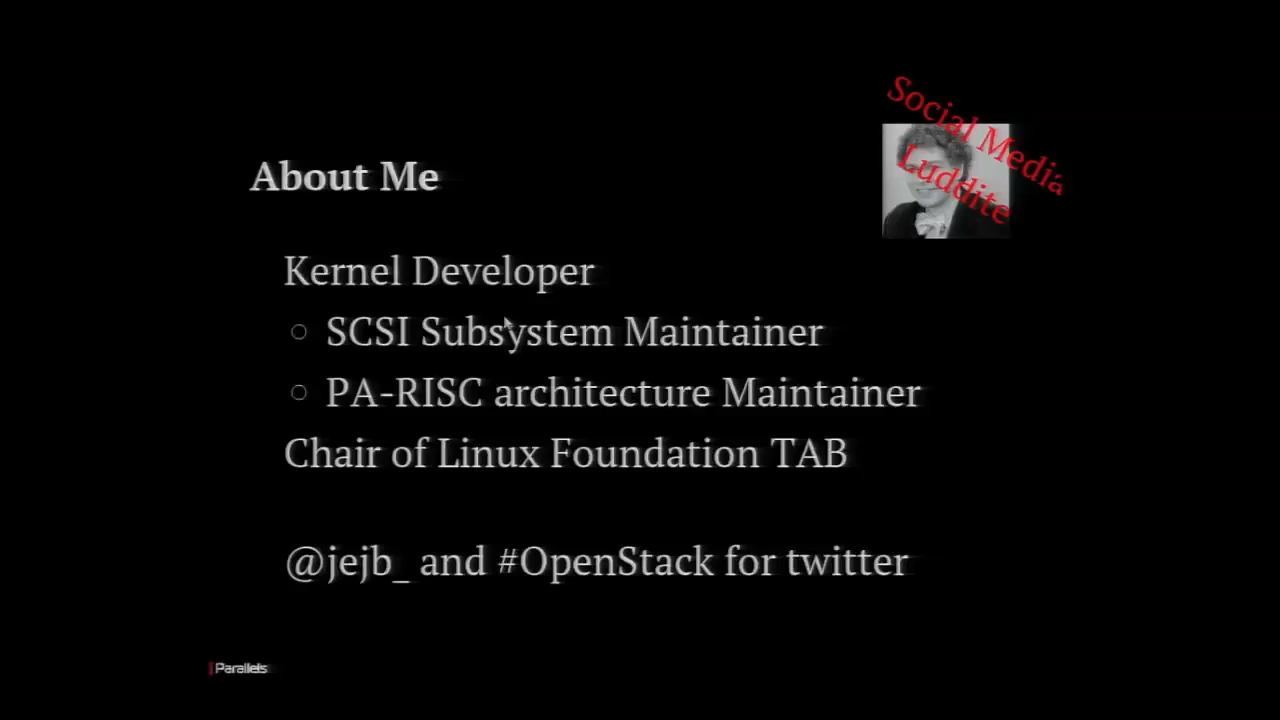 Social Media
Luddite
About Me
Kernel Developer
SCSI Subsystem Maintainer
PA-RISC architecture Maintainer
Chair of Linux Foundation TAB
@jejb_ and #OpenStack for twitter
Parallels